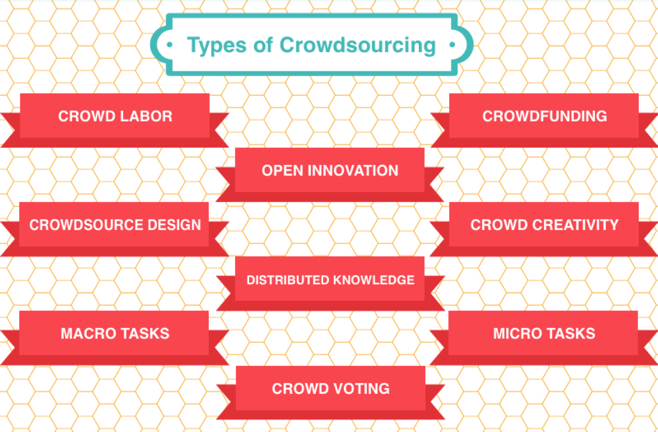 Types of Crowdsourcing
CROWD LABOR
CROWDFUNDING
OPEN INNOVATION
CROWDSOURCE DESIGN
CROWD CREATIVITY
DISTRIBUTED KNOWLEDGE
MACRO TASKS
MICRO TASKS
CROWD VOTING